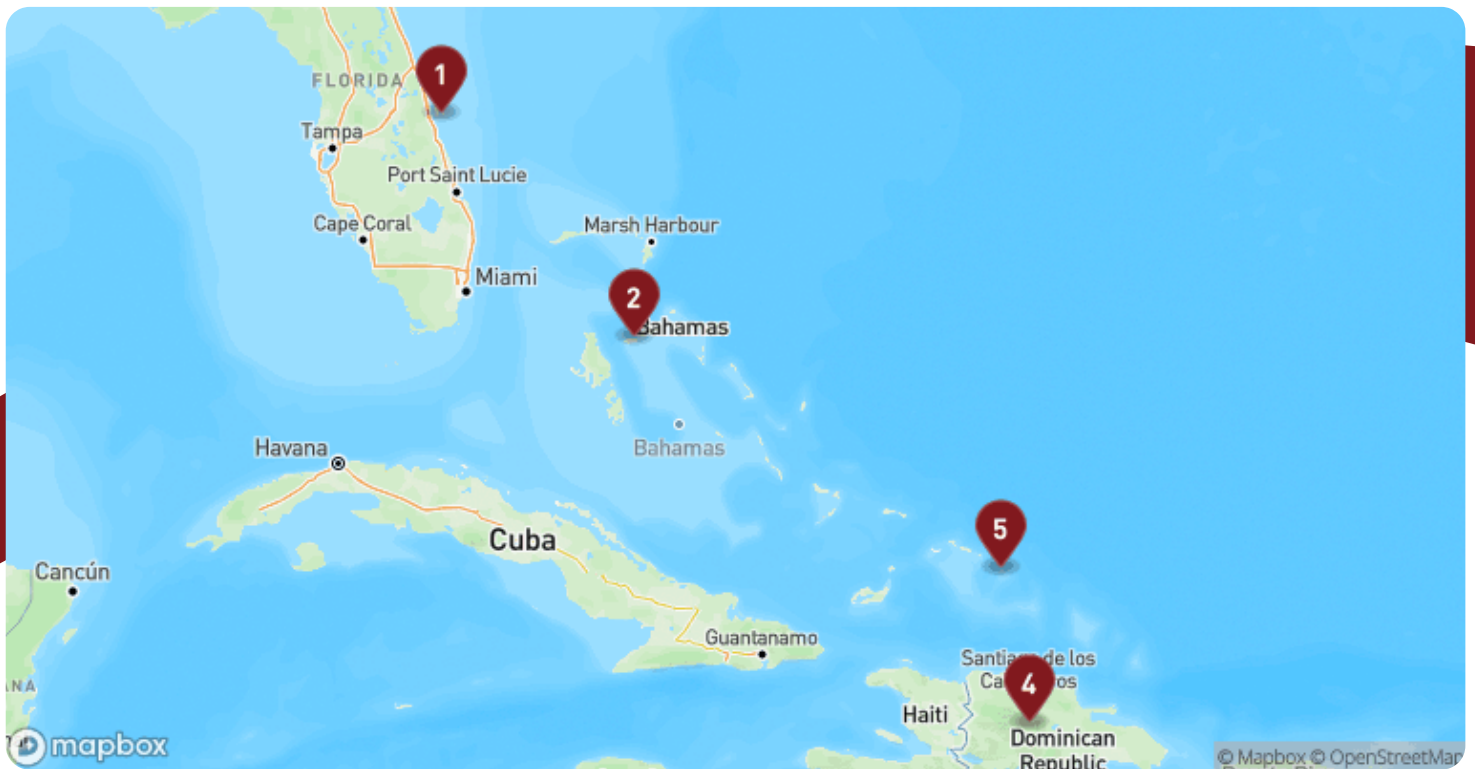 1
FLORIDA
Tampa
Port Saint Lucie
Cape Coral
Marsh Harbour
Miami
2
Bahamas
Bahamas
Havana
Cuba
5
Cancún
Guantanamo
Santiago de los
4
Haiti
Dominican
Republic
mapbox
© Mapbox © OpenStreetMap